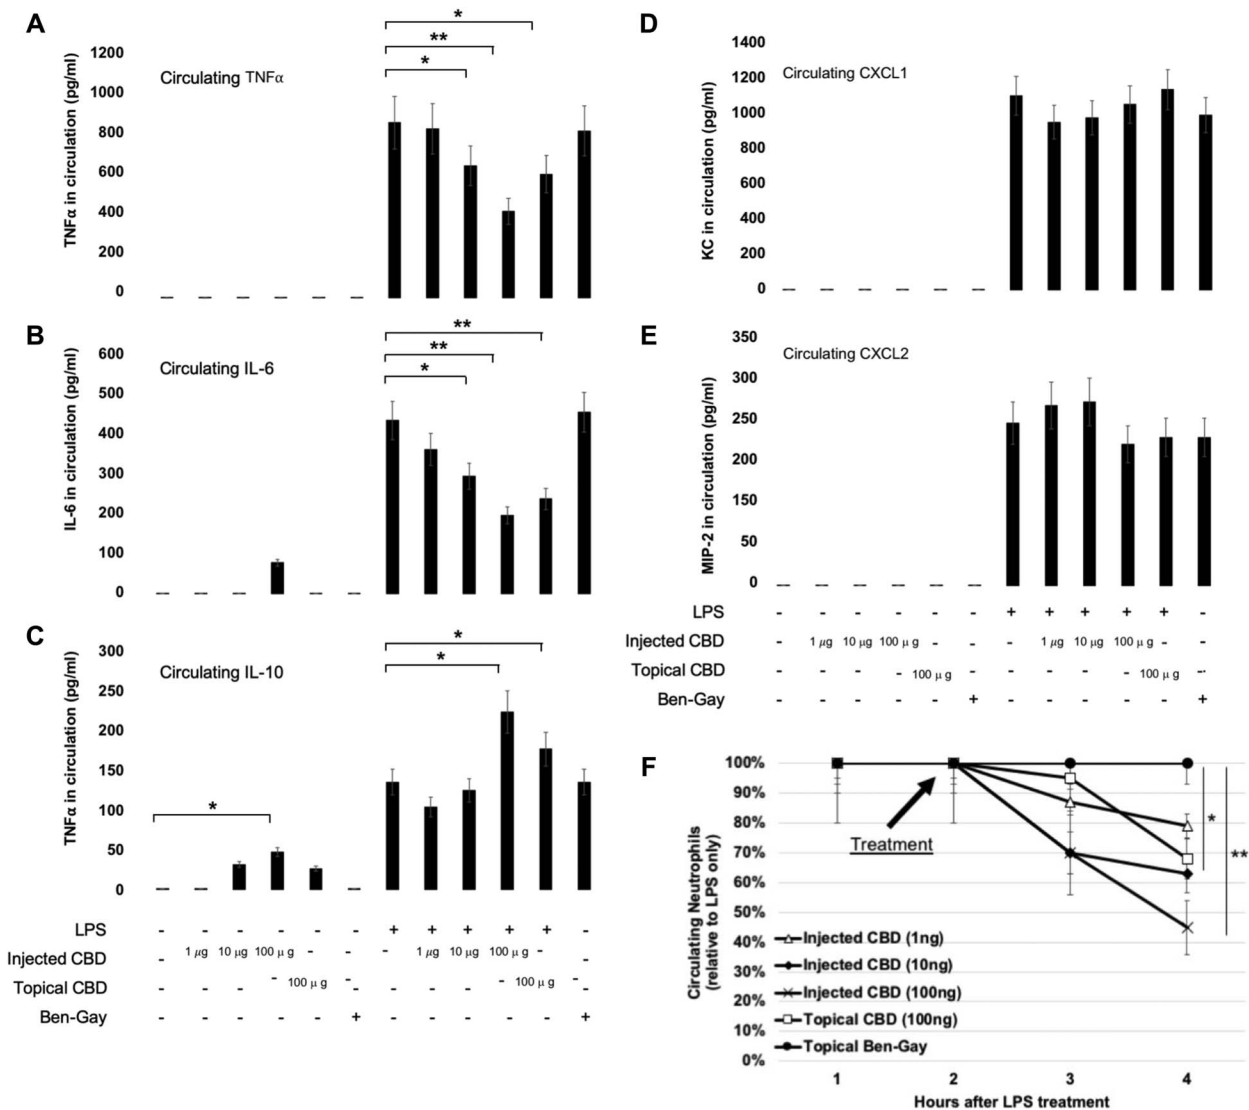 A
TNFα in circulation (pg/ml)
1200
1000
800
600
400
200
0
Circulating TNFα
*
**
*
B
IL-6 in circulation (pg/ml)
600
500
400
300
200
100
0
Circulating IL-6
**
**
*
C
TNFα in circulation (pg/ml)
300
250
200
150
100
50
0
Circulating IL-10
*
*
*
LPS - - - - - - + + + + + -
Injected CBD - 1 µg 10 µg 100 µ g - - - 1 µg 10 µg 100 µ g - -
Topical CBD - - - - 100 µ g - - - - - 100 µ g -
Ben-Gay - - - - - + - - - - - +
D
KC in circulation (pg/ml)
1400
1200
1000
800
600
400
200
0
Circulating CXCL1
E
MIP-2 in circulation (pg/ml)
350
300
250
200
150
50
0
Circulating CXCL2
LPS - - - - - - + + + + + -
Injected CBD - 1 µg 10 µg 100 µ g - - - 1 µg 10 µg 100 µ g - -
Topical CBD - - - - 100 µ g - - - - - 100 µ g -
Ben-Gay - - - - - + - - - - - +
F
Circulating Neutrophils
(relative to LPS only)
100%
90%
80%
70%
60%
50%
40%
30%
20%
10%
0%
Treatment
*
**
Injected CBD (1ng)
Injected CBD (10ng)
Injected CBD (100ng)
Topical CBD (100ng)
Topical Ben-Gay
1 2 3 4
Hours after LPS treatment